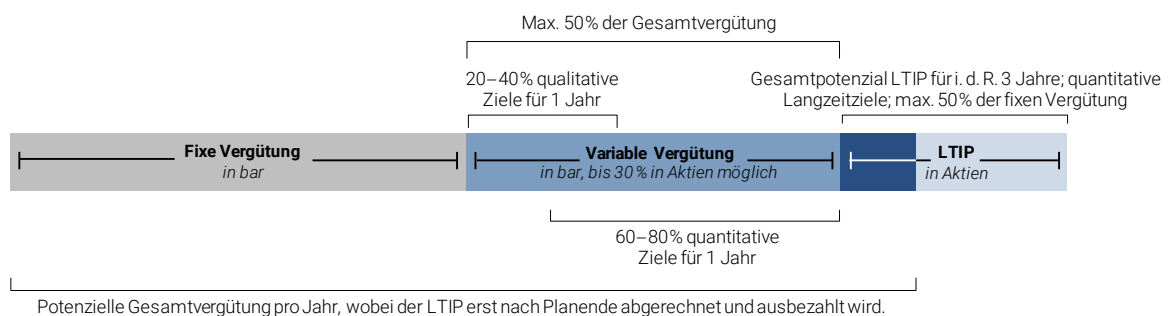 Max. 50% der Gesamtvergütung
20–40% qualitative
Ziele für 1 Jahr
Gesamtpotenzial LTIP für i. d. R. 3 Jahre; quantitative
Langzeitziele; max. 50% der fixen Vergütung
Fixe Vergütung
in bar
Variable Vergütung
in bar, bis 30% in Aktien möglich
LTIP
in Aktien
60–80% quantitative
Ziele für 1 Jahr
Potenzielle Gesamtvergütung pro Jahr, wobei der LTIP erst nach Planende abgerechnet und ausbezahlt wird.